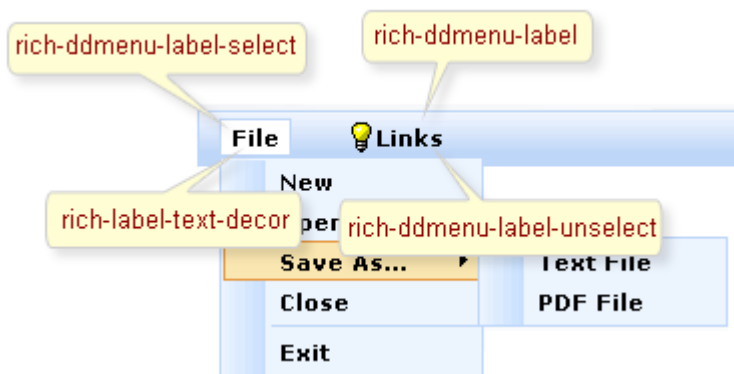 rich-ddmenu-label-select
rich-ddmenu-label
File
Links
New
rich-label-text-decor
rich-ddmenu-label-unselect
Save As...
Text File
Close
PDF File
Exit